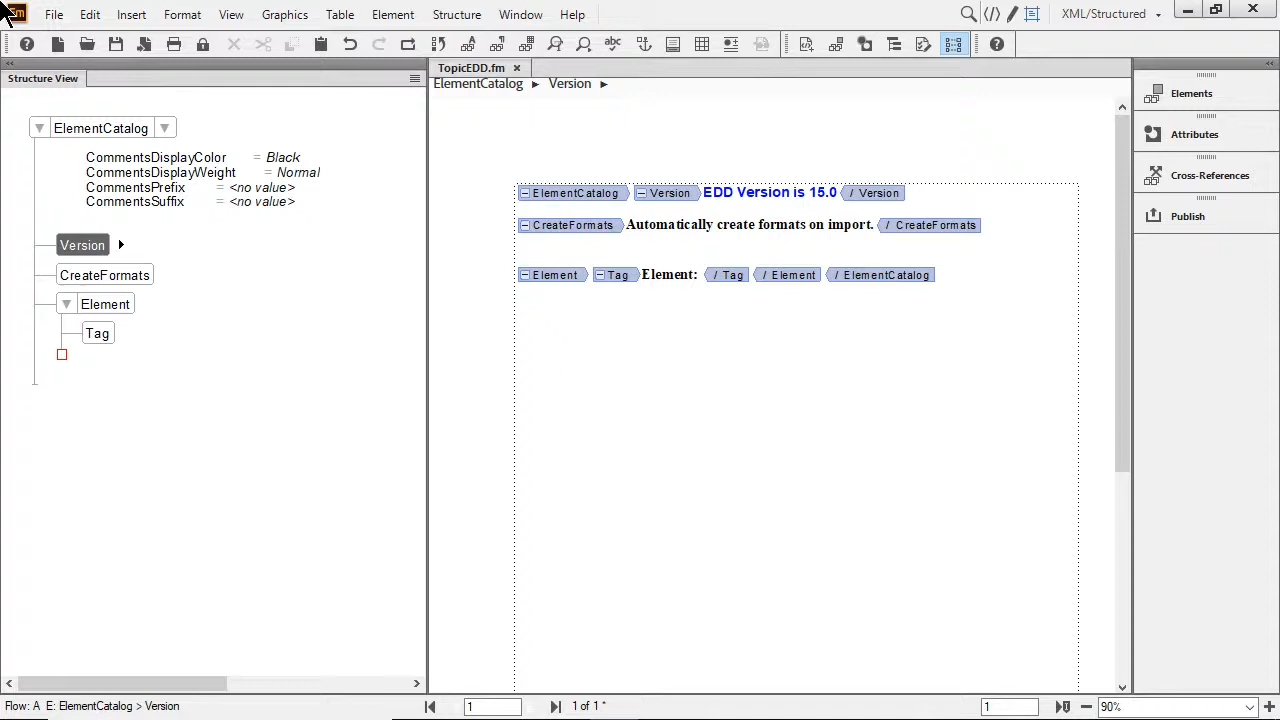 Fm File Edit Insert Format View Graphics Table Element Structure Window Help XML/Structured
Structure View
TopicEDD.fm
ElementCatalog Version
ElementCatalog
CommentsDisplayColor = Black
CommentsDisplayWeight = Normal
CommentsPrefix = <no value>
CommentsSuffix = <no value>
Version
CreateFormats
Element
Tag
ElementCatalog Version EDD Version is 15.0 / Version
CreateFormats Automatically create formats on import. / CreateFormats
Element Tag Element: / Tag / Element / ElementCatalog
Elements
Attributes
Cross-References
Publish
Flow: A E: ElementCatalog > Version 1 1 of 1 * 1 90%